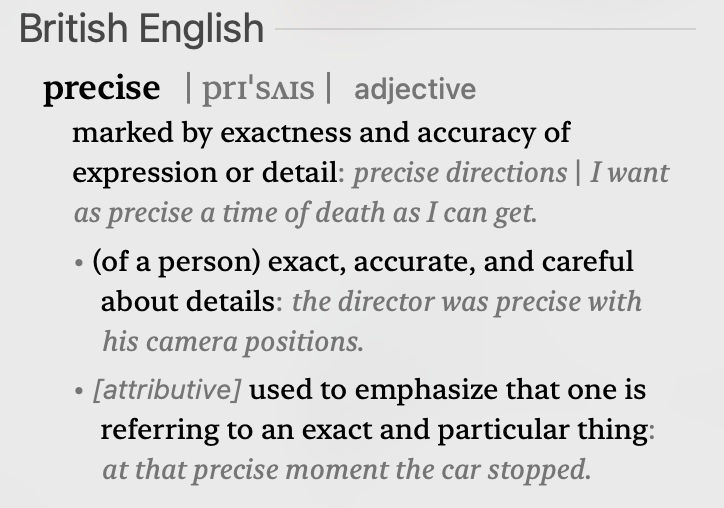 British English
precise | prɪˈsʌɪs | adjective
marked by exactness and accuracy of
expression or detail: precise directions | I want
as precise a time of death as I can get.
• (of a person) exact, accurate, and careful
about details: the director was precise with
his camera positions.
• [attributive] used to emphasize that one is
referring to an exact and particular thing:
at that precise moment the car stopped.